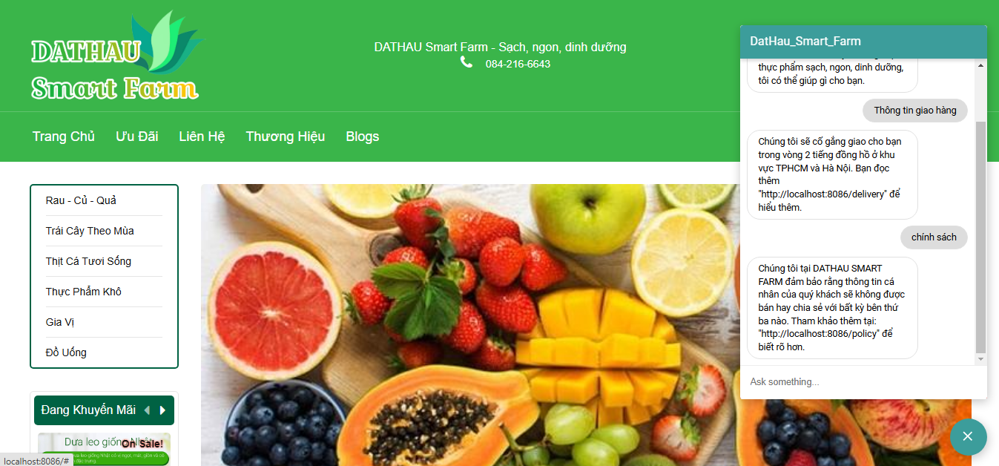 DATHAU
Smart Farm
DATHAU Smart Farm - Sạch, ngon, dinh dưỡng
084-216-6643
Trang Chủ
Ưu Đãi
Liên Hệ
Thương Hiệu
Blogs
Rau - Củ - Quả
Trái Cây Theo Mùa
Thịt Cá Tươi Sống
Thực Phẩm Khô
Gia Vị
Đồ Uống
Đang Khuyến Mãi
Dưa leo giống Nhật
On Sale!
localhost:8086/#
DatHau_Smart_Farm
thực phẩm sạch, ngon, dinh dưỡng,
tôi có thể giúp gì cho bạn.
Thông tin giao hàng
Chúng tôi sẽ cố gắng giao cho bạn
trong vòng 2 tiếng đồng hồ ở khu
vực TPHCM và Hà Nội. Bạn đọc
thêm
"http://localhost:8086/delivery" để
hiểu thêm.
chính sách
Chúng tôi tại DATHAU SMART
FARM đảm bảo rằng thông tin cá
nhân của quý khách sẽ không được
bán hay chia sẻ với bất kỳ bên thứ
ba nào. Tham khảo thêm tại:
"http://localhost:8086/policy" để
biết rõ hơn.
Ask something...